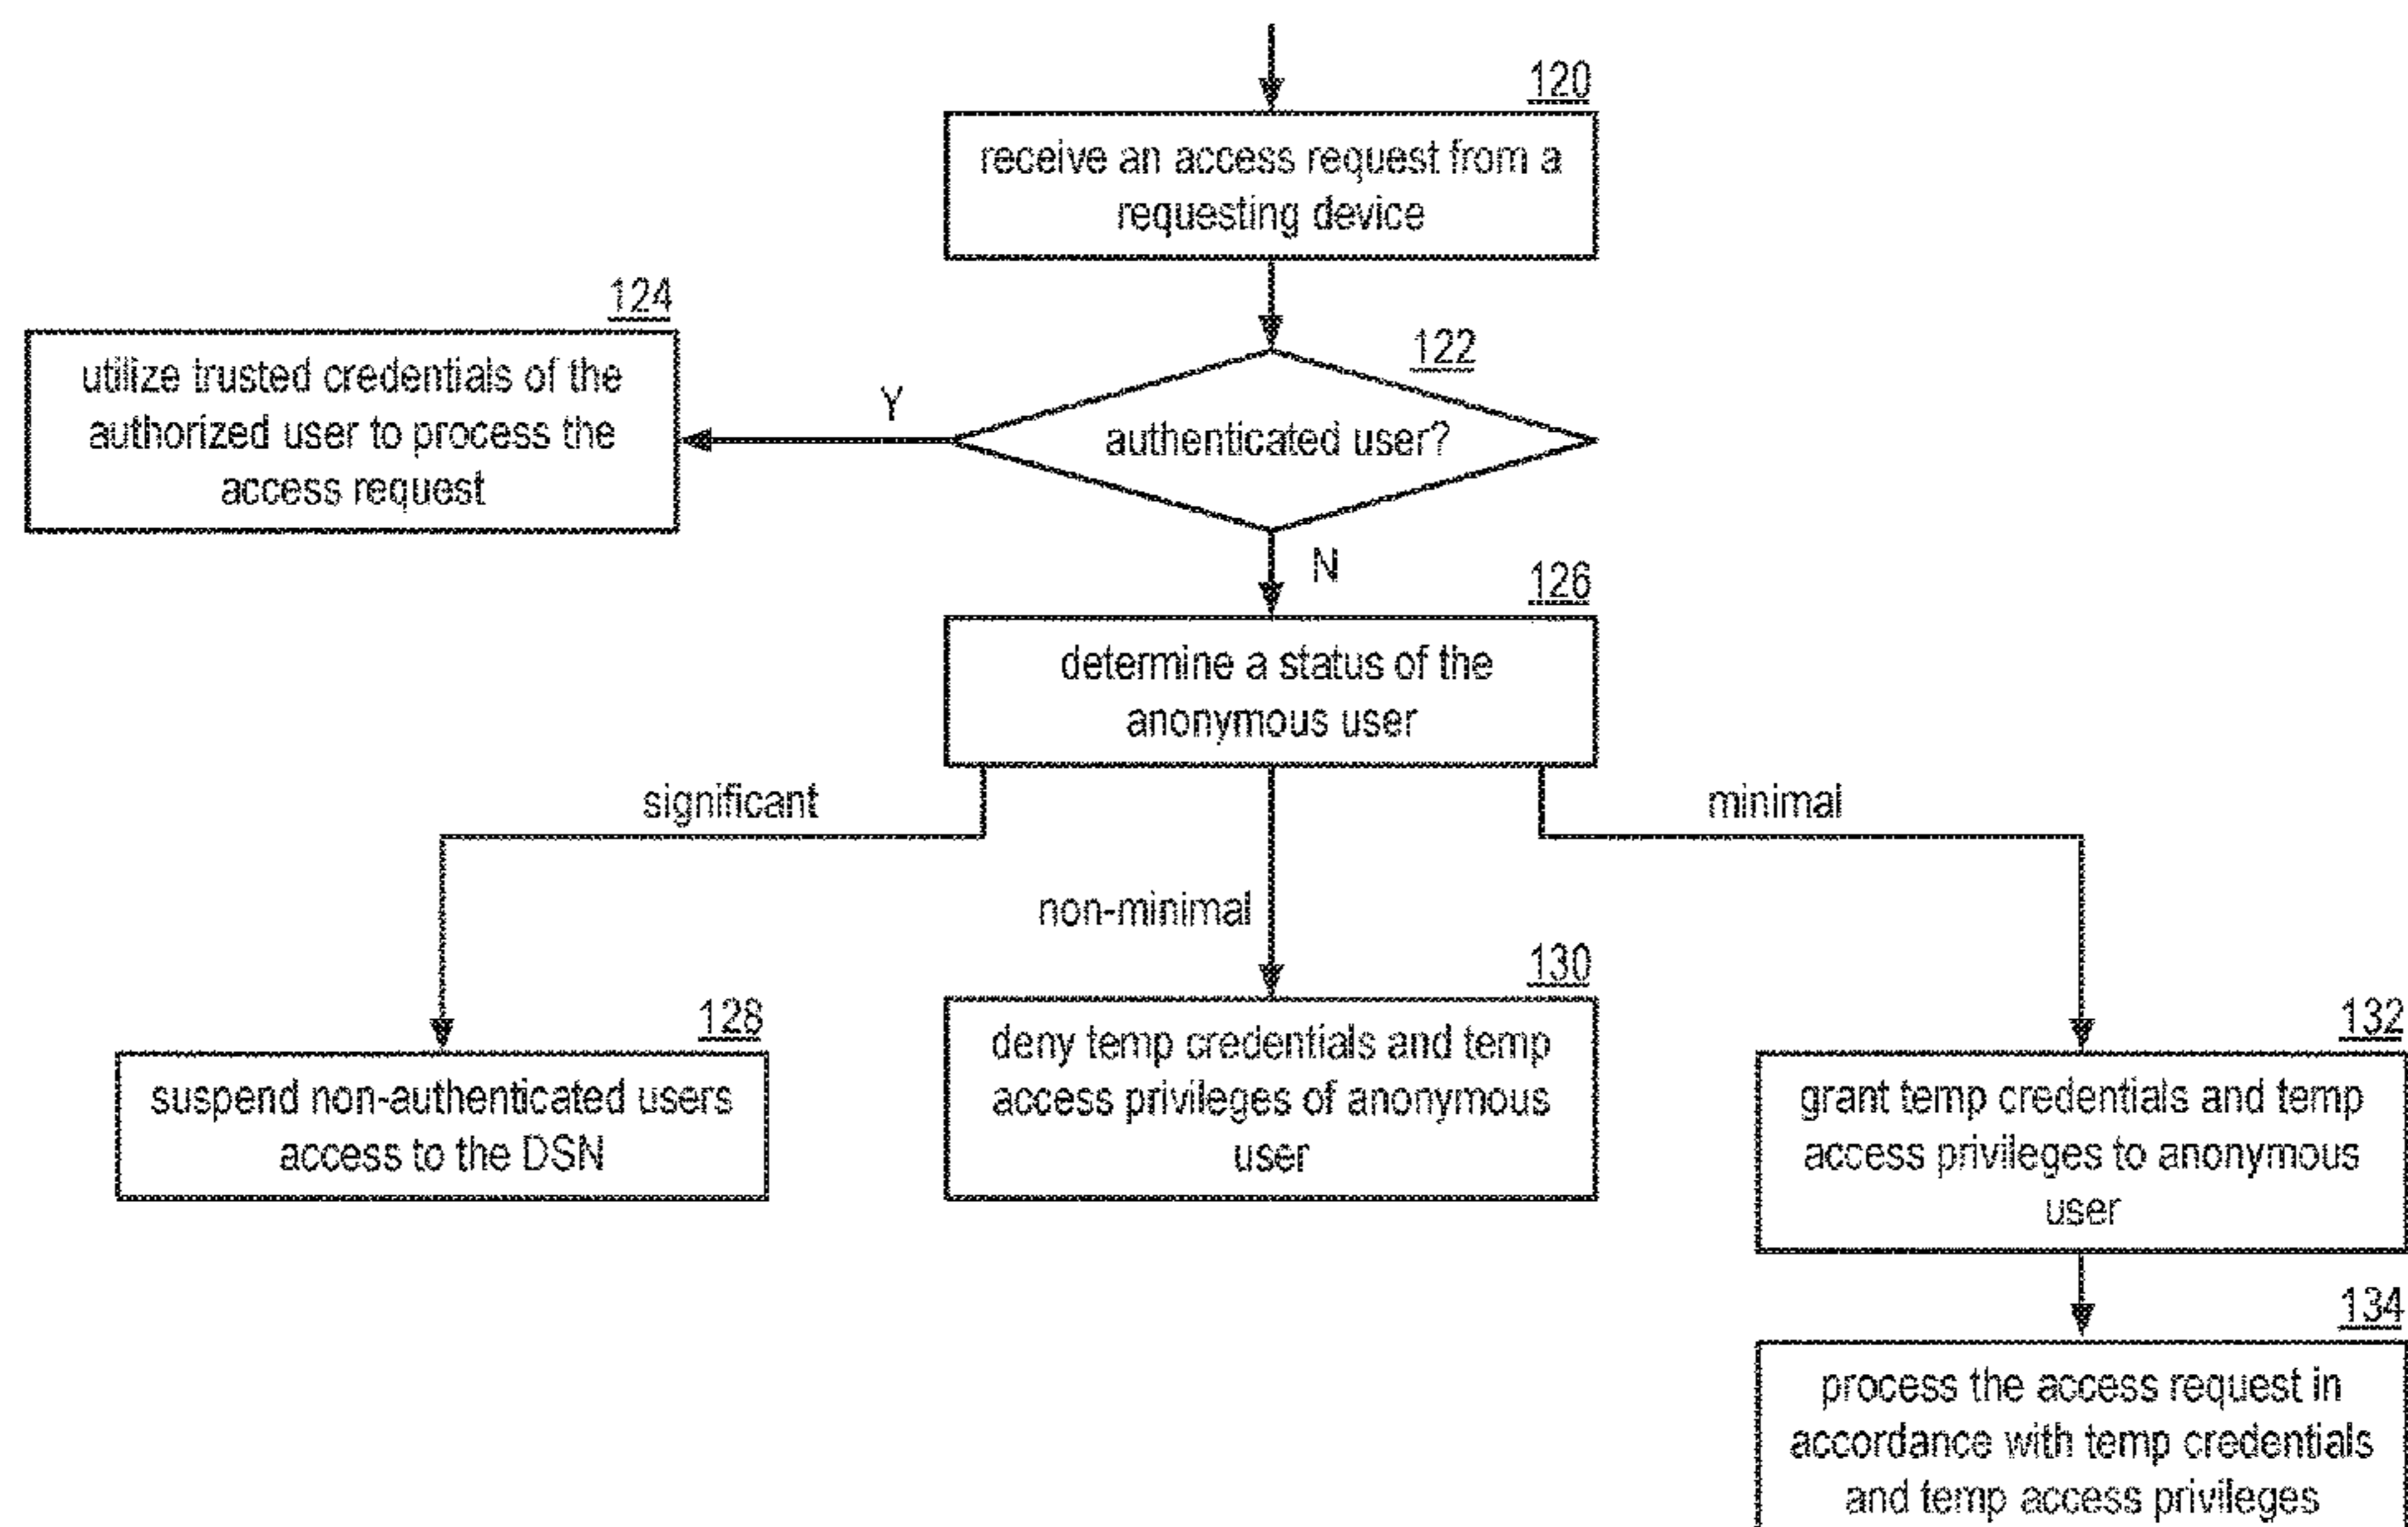 120
receive an access request from a
requesting device
124
utilize trusted credentials of the
authorized user to process the
access request
122
authenticated user?
Y
N
126
determine a status of the
anonymous user
significant
non-minimal
minimal
128
suspend non-authenticated users
access to the DSN
130
deny temp credentials and temp
access privileges of anonymous
user
132
grant temp credentials and temp
access privileges to anonymous
user
134
process the access request in
accordance with temp credentials
and temp access privileges